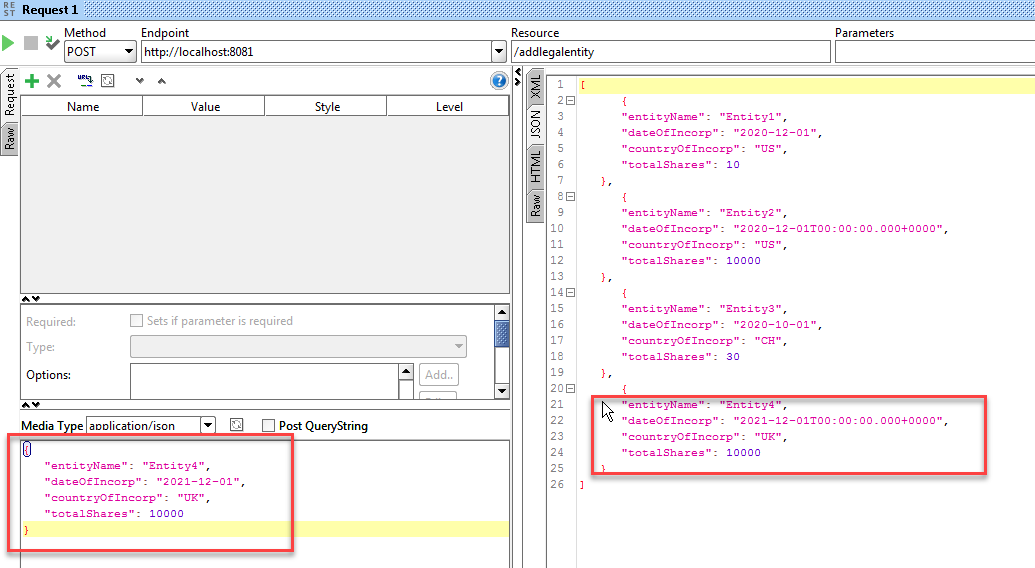 REST Request 1
Method Endpoint Resource Parameters
POST http://localhost:8081 /addlegalentity
Request
Raw
Name Value Style Level
Required: Sets if parameter is required
Type:
Options: Add..
Media Type application/json Post QueryString
{
"entityName": "Entity4",
"dateOfIncorp": "2021-12-01",
"countryOfIncorp": "UK",
"totalShares": 10000
}
XML
JSON
HTML
Raw
1 [
2 {
3 "entityName": "Entity1",
4 "dateOfIncorp": "2020-12-01",
5 "countryOfIncorp": "US",
6 "totalShares": 10
7 },
8 {
9 "entityName": "Entity2",
10 "dateOfIncorp": "2020-12-01T00:00:00.000+0000",
11 "countryOfIncorp": "US",
12 "totalShares": 10000
13 },
14 {
15 "entityName": "Entity3",
16 "dateOfIncorp": "2020-10-01",
17 "countryOfIncorp": "CH",
18 "totalShares": 30
19 },
20 {
21 "entityName": "Entity4",
22 "dateOfIncorp": "2021-12-01T00:00:00.000+0000",
23 "countryOfIncorp": "UK",
24 "totalShares": 10000
25 }
26 ]